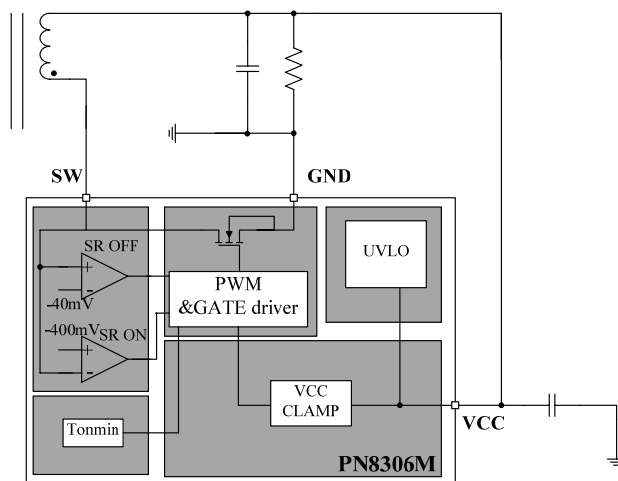 SW
GND
SR OFF
+
-
-40mV
-400mV
SR ON
+
-
PWM
&GATE driver
UVLO
VCC
CLAMP
VCC
Tonmin
PN8306M